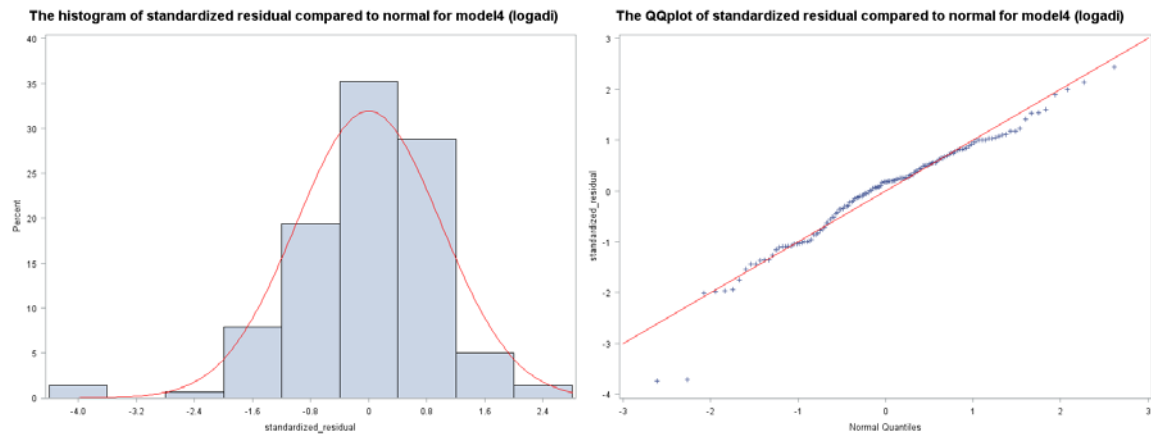 The histogram of standardized residual compared to normal for model4 (logadi)
40
35
30
25
20
15
10
5
0
Percent
-4.0 -3.2 -2.4 -1.6 -0.8 0 0.8 1.6 2.4
standardized_residual
The QQplot of standardized residual compared to normal for model4 (logadi)
3
2
1
0
-1
-2
-3
-4
standardized_residual
-3 -2 -1 0 1 2 3
Normal Quantiles